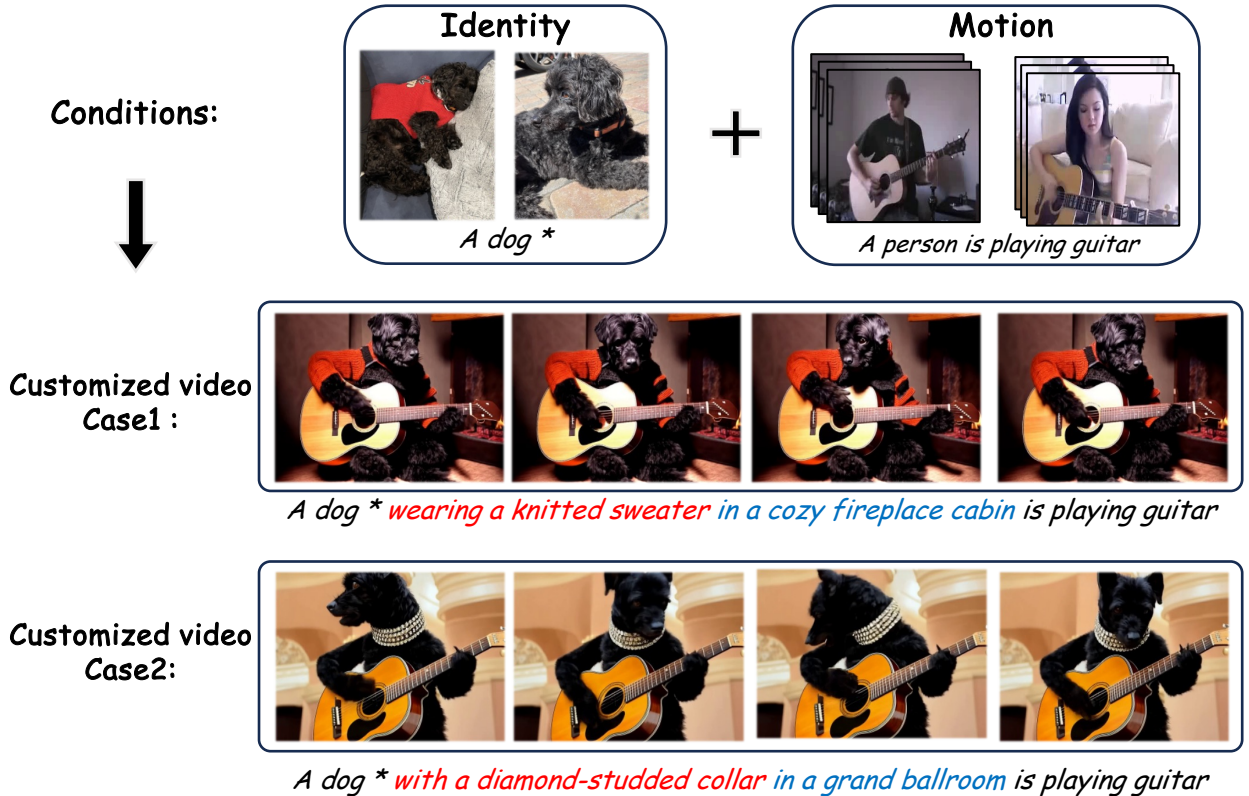 Identity
Motion
Conditions:
A dog *
A person is playing guitar
Customized video
Case1 :
A dog * wearing a knitted sweater in a cozy fireplace cabin is playing guitar
Customized video
Case2:
A dog * with a diamond-studded collar in a grand ballroom is playing guitar